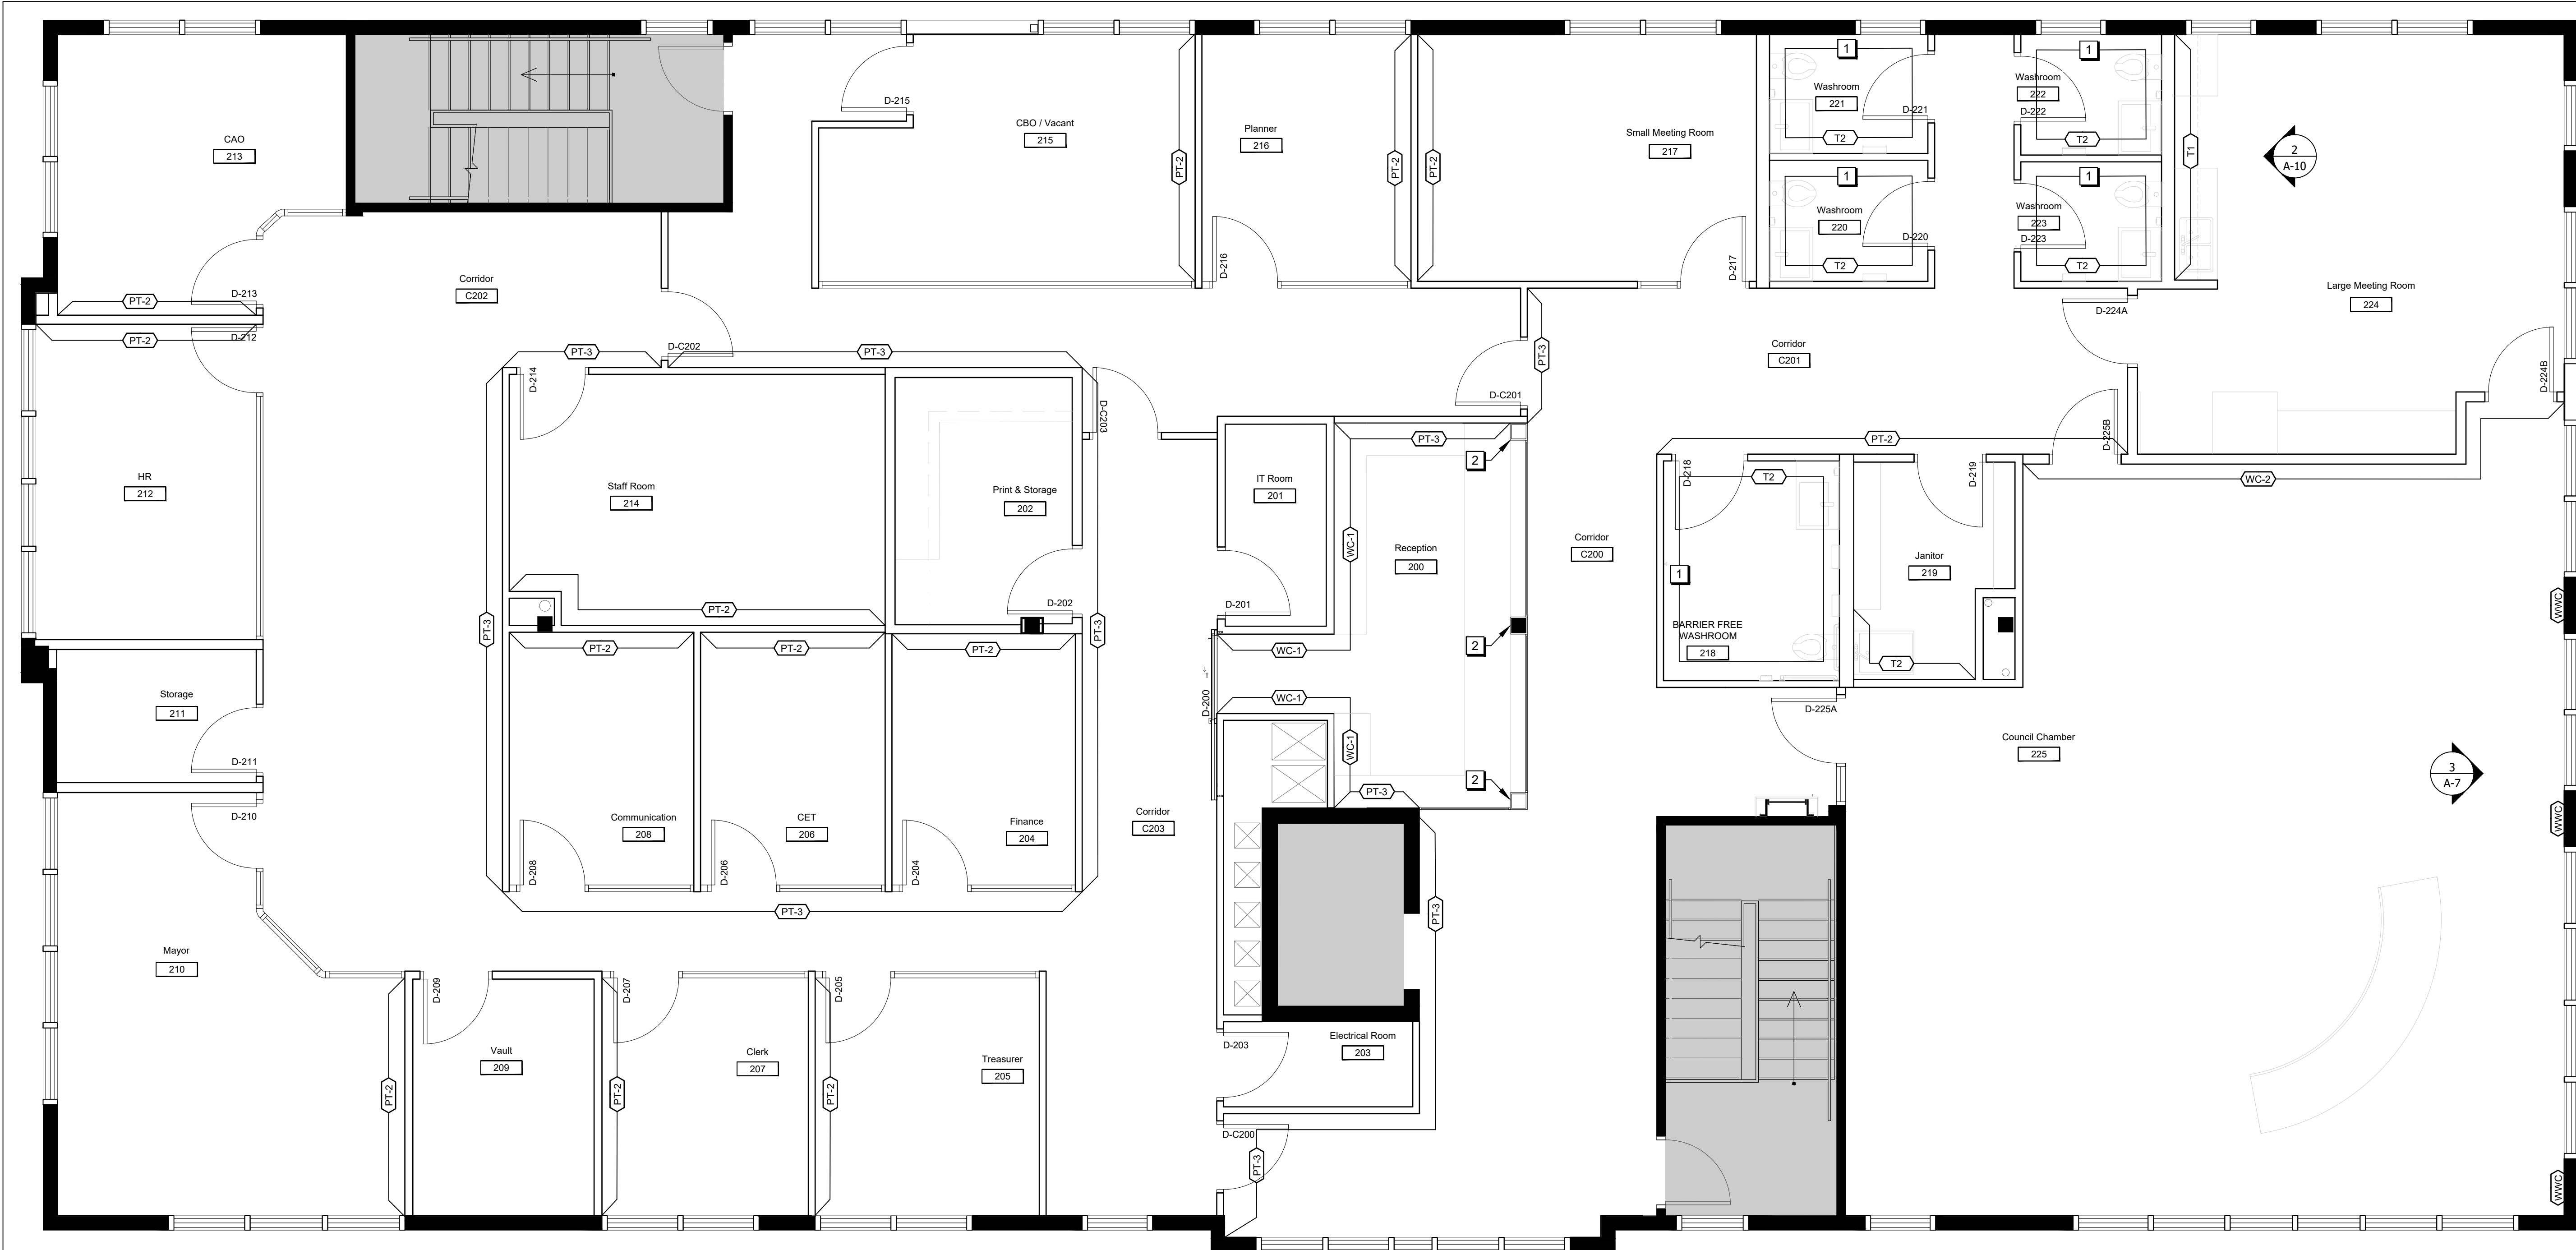 1
1
D-215
Washroom
221
D-221
Washroom
222
D-222
CBO / Vacant
215
Planner
216
Small Meeting Room
217
CAO
213
T2
T2
T1
2
A-10
PT-2
PT-2
PT-2
1
1
Washroom
220
D-220
Washroom
223
D-223
T2
T2
D-216
D-217
Corridor
C202
Large Meeting Room
224
D-213
PT-2
PT-2
D-212
D-224A
D-C202
PT-3
PT-3
PT-3
Corridor
C201
D-214
D-C203
D-C201
D-224B
PT-3
2
PT-2
D-225B
D-218
D-219
T2
WC-2
HR
212
Staff Room
214
Print & Storage
202
IT Room
201
WC-1
Reception
200
Corridor
C200
Janitor
219
1
D-202
D-201
PT-2
PT-3
PT-3
WWC
BARRIER FREE
WASHROOM
218
2
PT-2
PT-2
PT-2
WC-1
T2
Storage
211
D-211
D-200
WC-1
WC-1
D-225A
Council Chamber
225
3
A-7
2
PT-3
D-210
Communication
208
CET
206
Finance
204
Corridor
C203
WWC
D-208
D-206
D-204
PT-3
PT-3
Mayor
210
D-209
D-207
D-205
Vault
209
Clerk
207
Treasurer
205
D-203
Electrical Room
203
PT-2
PT-2
PT-2
D-C200
PT-3
WWC